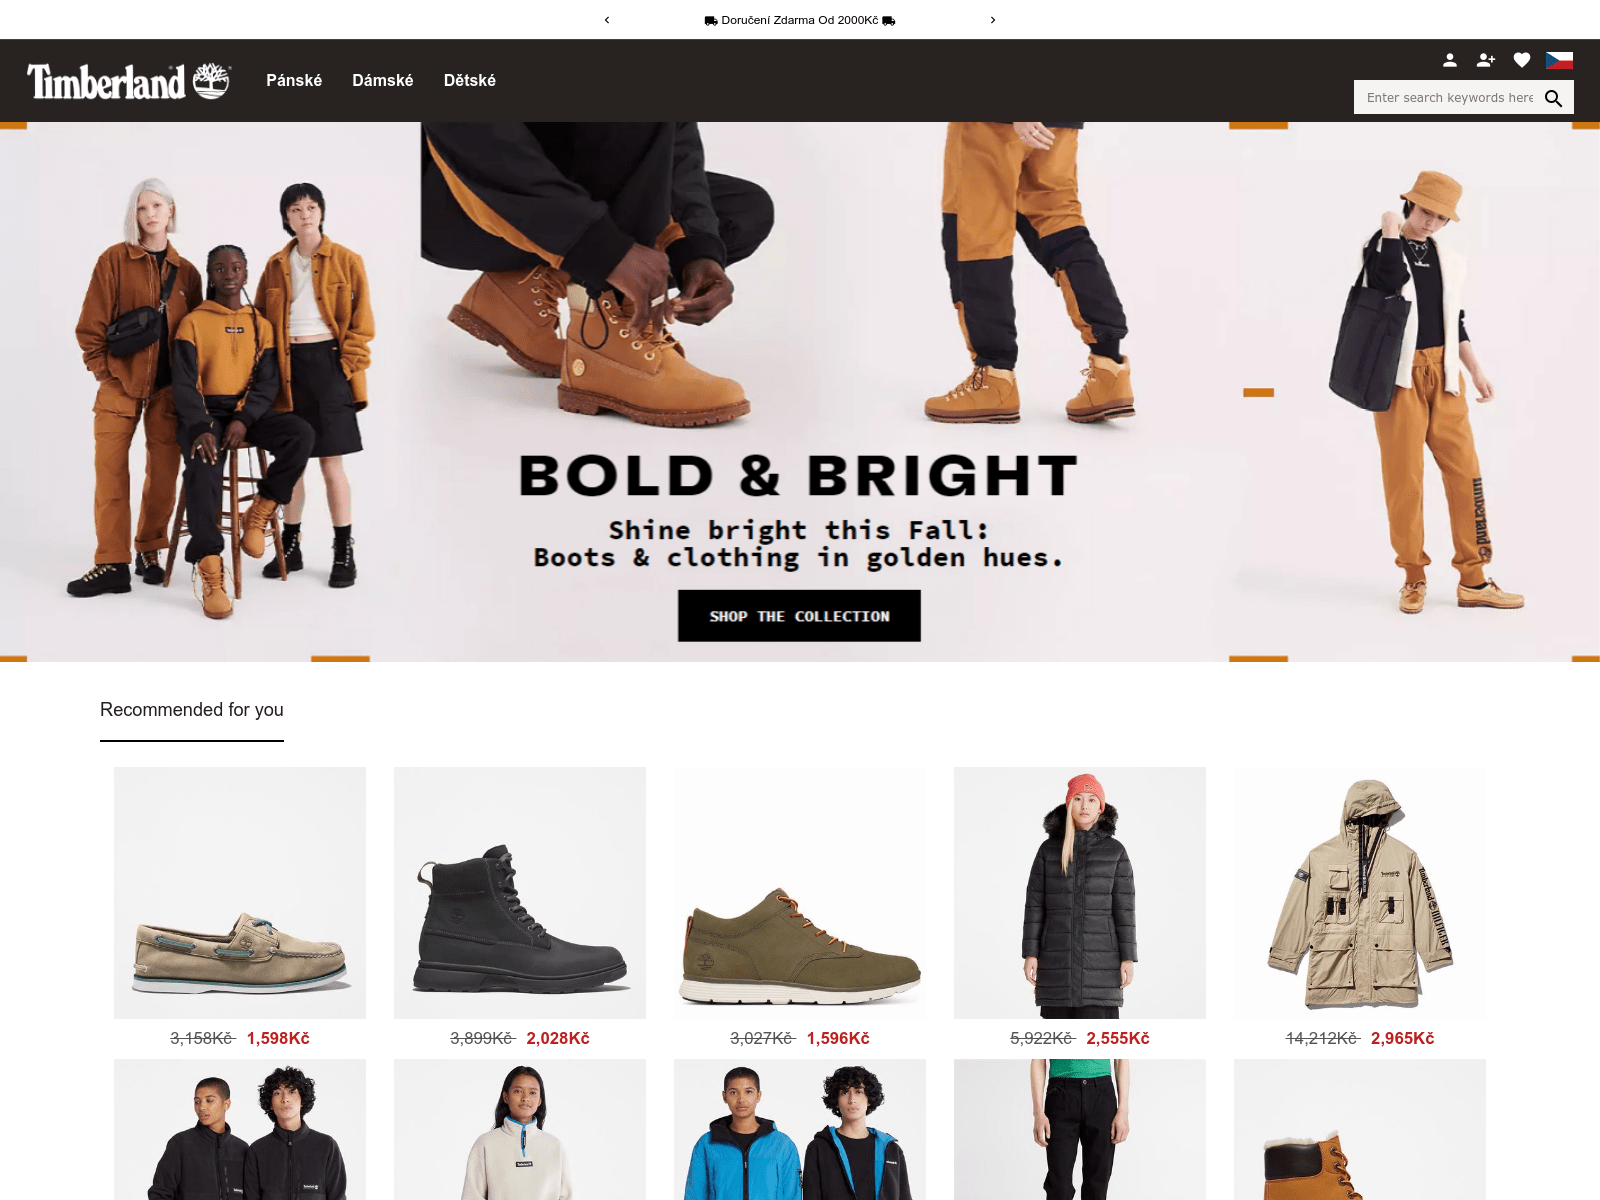 Doručení Zdarma Od 2000Kč
Timberland
Pánské
Dámské
Dětské
Enter search keywords here
BOLD & BRIGHT
Shine bright this Fall:
Boots & clothing in golden hues.
SHOP THE COLLECTION
Timberland
Recommended for you
3,158Kč 1,598Kč
3,899Kč 2,028Kč
3,027Kč 1,596Kč
5,922Kč 2,555Kč
14,212Kč 2,965Kč